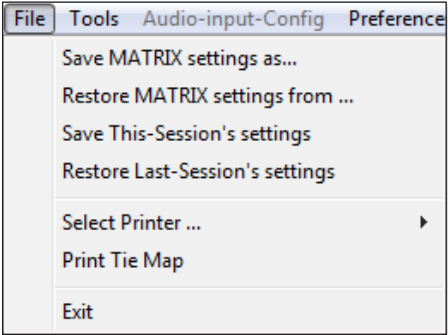 File Tools Audio-input-Config Preference
Save MATRIX settings as...
Restore MATRIX settings from ...
Save This-Session's settings
Restore Last-Session's settings
Select Printer ...
Print Tie Map
Exit